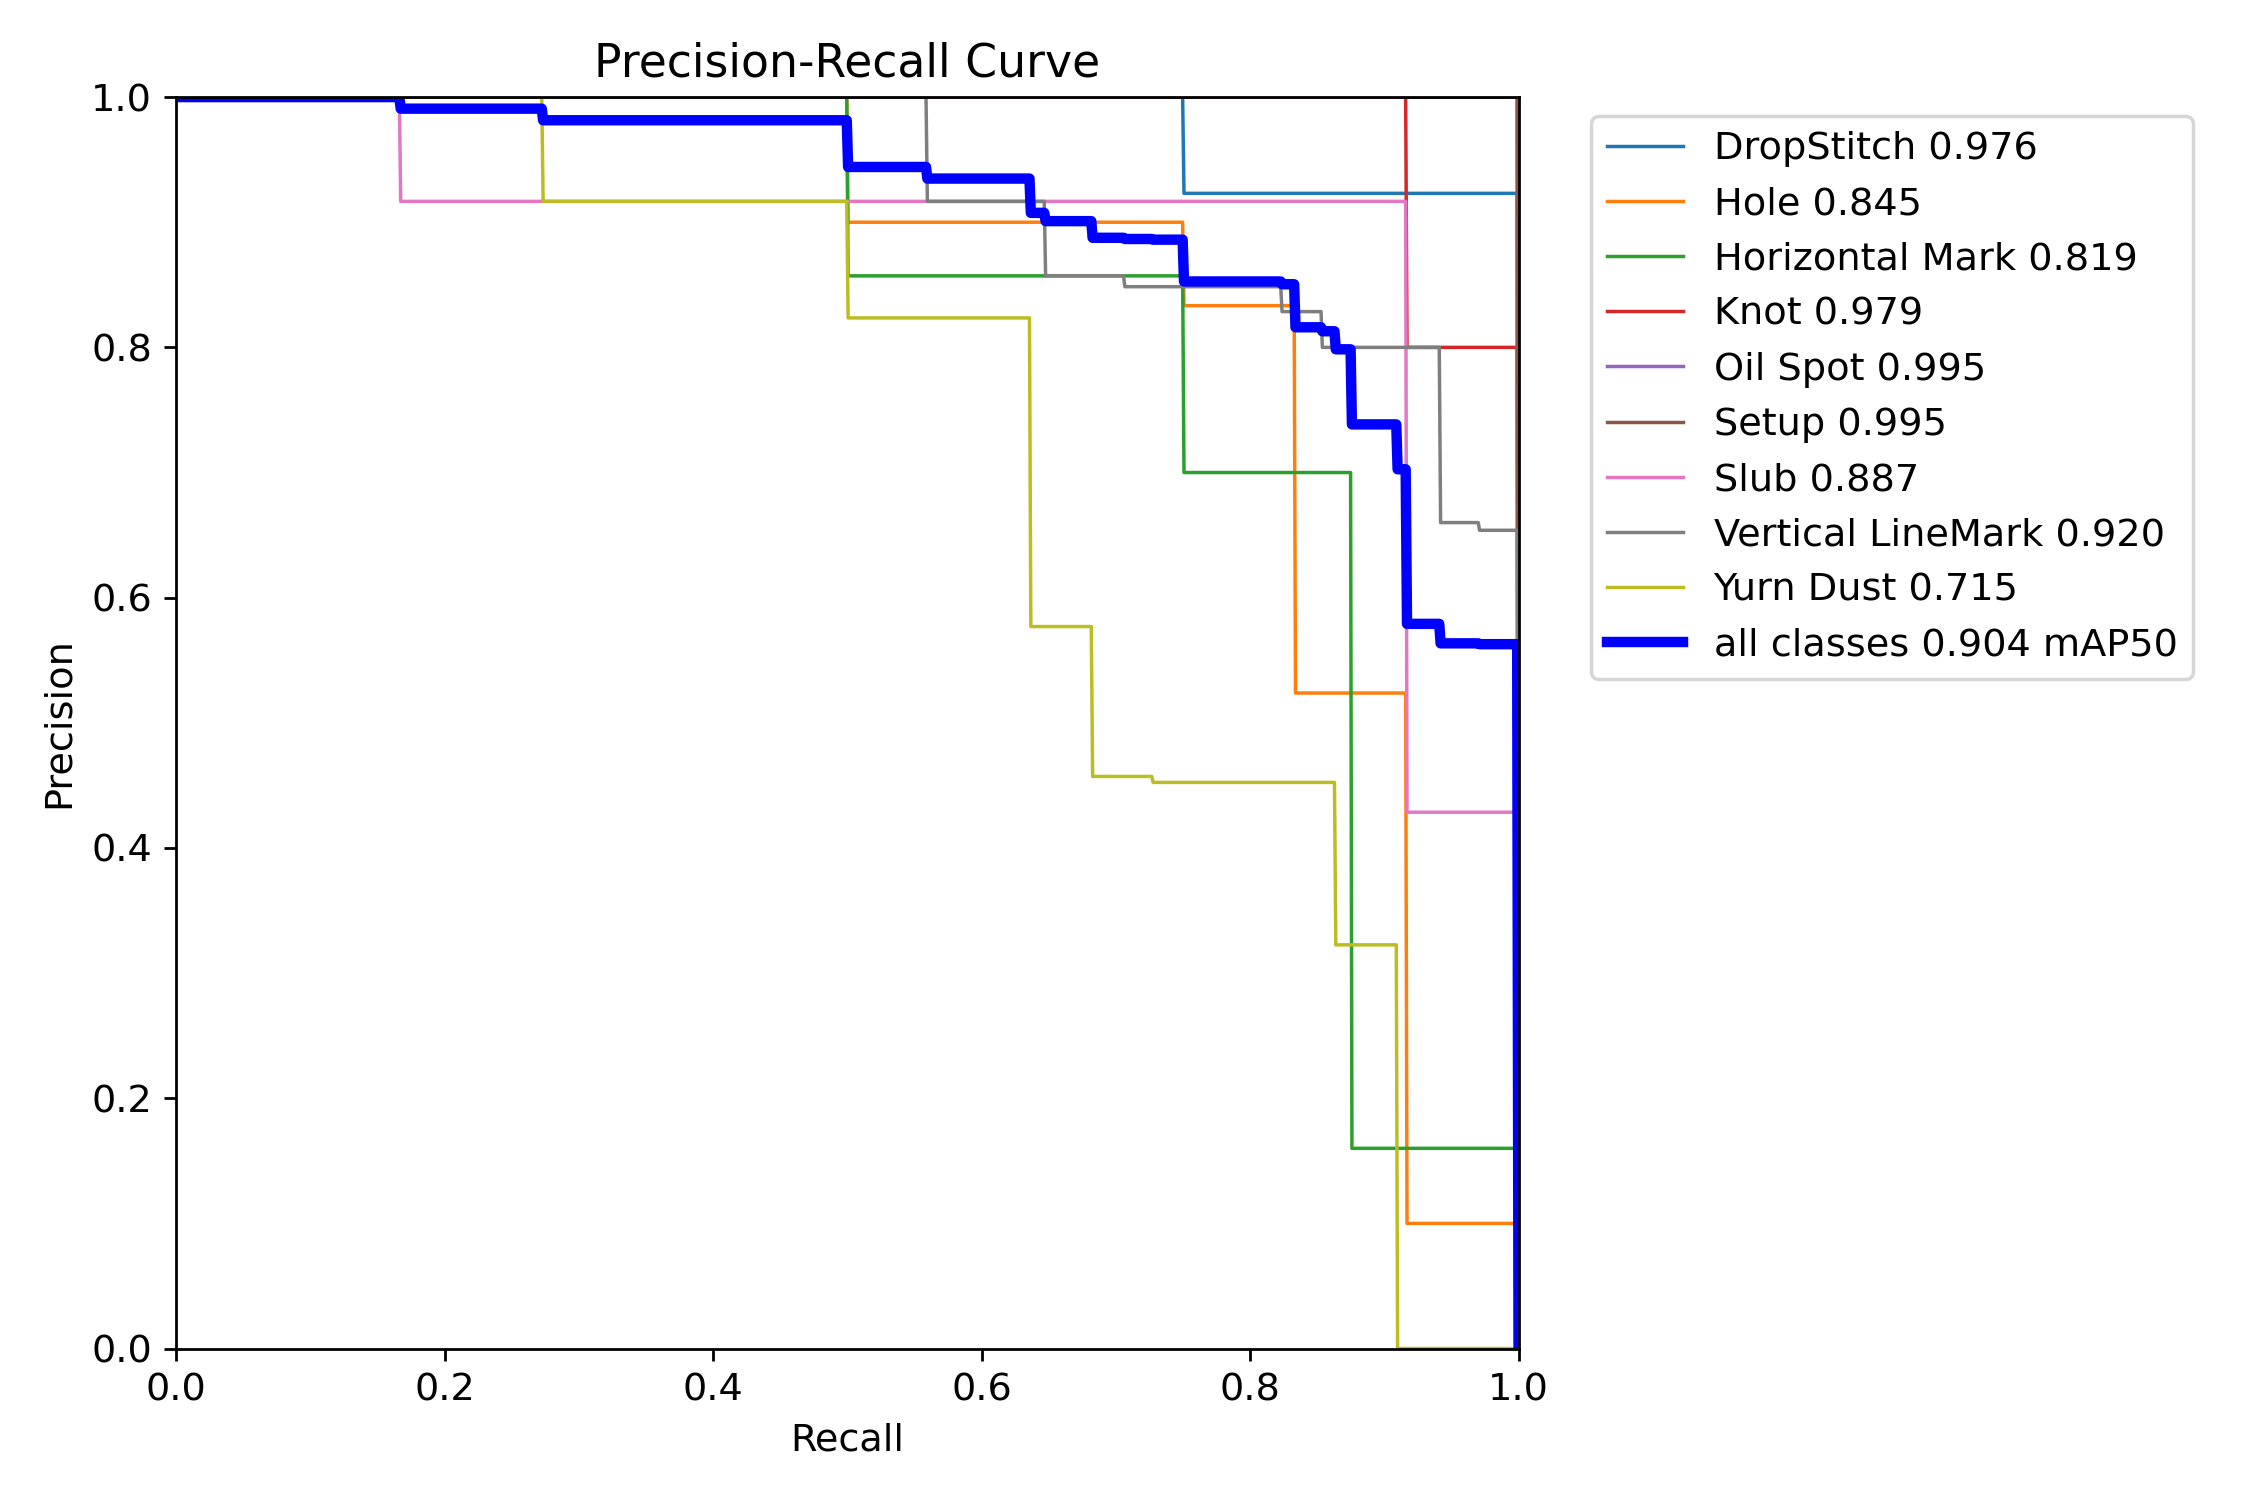 Precision-Recall Curve
1.0
0.8
0.6
0.4
0.2
0.0
Precision
0.0 0.2 0.4 0.6 0.8 1.0
Recall
DropStitch 0.976
Hole 0.845
Horizontal Mark 0.819
Knot 0.979
Oil Spot 0.995
Setup 0.995
Slub 0.887
Vertical LineMark 0.920
Yurn Dust 0.715
all classes 0.904 mAP50